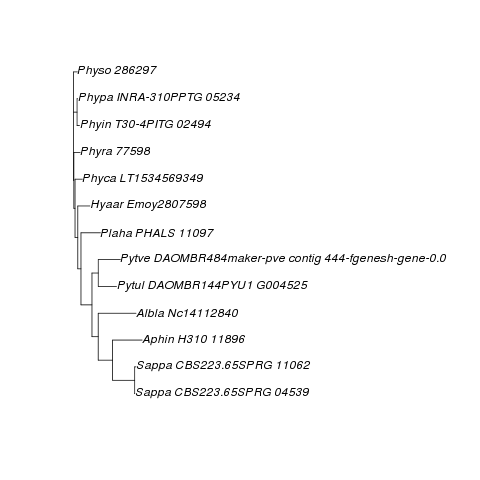 Physo 286297
Phypa INRA-310PPTG 05234
Phyin T30-4PITG 02494
Phyra 77598
Phyca LT1534569349
Hyaar Emoy2807598
Plaha PHALS 11097
Pytve DAOMBR484maker-pve contig 444-fgenesh-gene-0.0
Pytul DAOMBR144PYU1 G004525
Albla Nc14112840
Aphin H310 11896
Sappa CBS223.65SPRG 11062
Sappa CBS223.65SPRG 04539